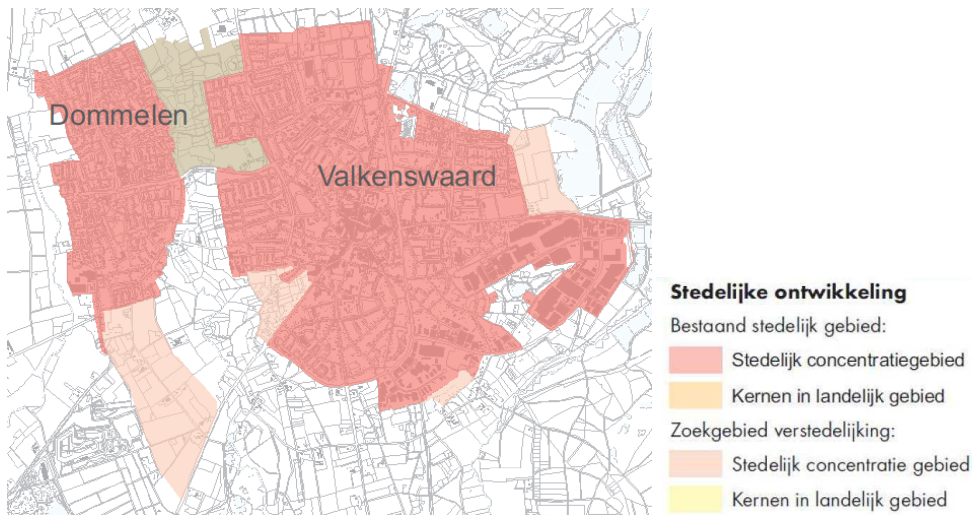 Dommelen
Valkenswaard
Stedelijke ontwikkeling
Bestaand stedelijk gebied:
Stedelijk concentratiegebied
Kernen in landelijk gebied
Zoekgebied verstedelijking:
Stedelijk concentratie gebied
Kernen in landelijk gebied